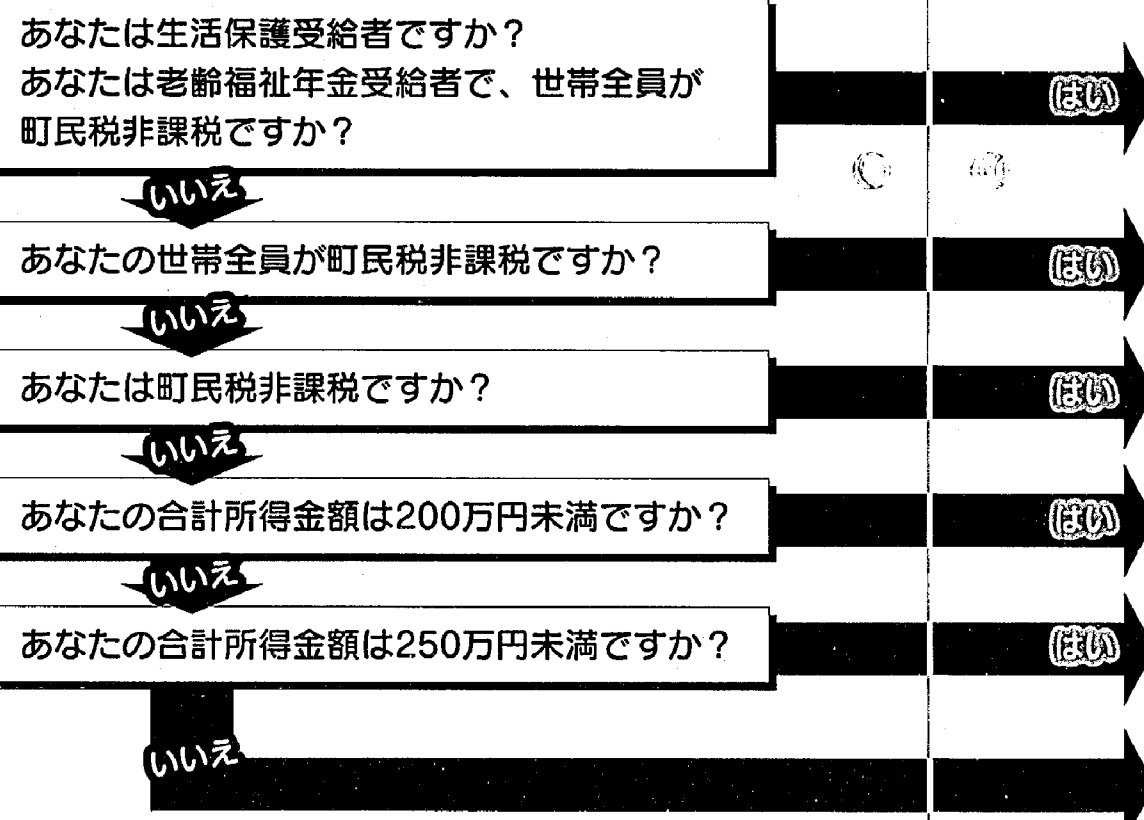 あなたは生活保護受給者ですか？
あなたは老齢福祉年金受給者で、世帯全員が
町民税非課税ですか？
はい
いいえ
あなたの世帯全員が町民税非課税ですか？
はい
いいえ
あなたは町民税非課税ですか？
はい
いいえ
あなたの合計所得金額は200万円未満ですか？
はい
いいえ
あなたの合計所得金額は250万円未満ですか？
はい
いいえ